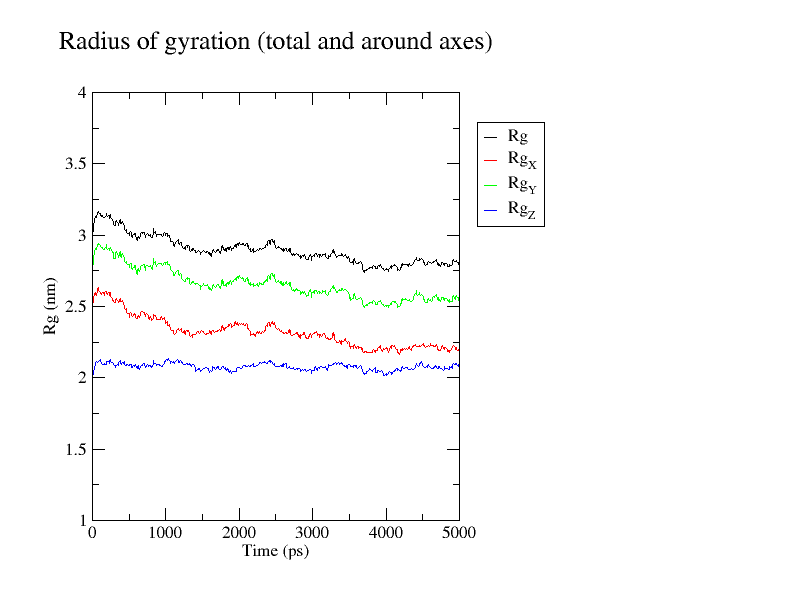 Radius of gyration (total and around axes)
4
3.5
3
2.5
2
1.5
1
Rg (nm)
0 1000 2000 3000 4000 5000
Time (ps)
Rg
Rg_X
Rg_Y
Rg_Z